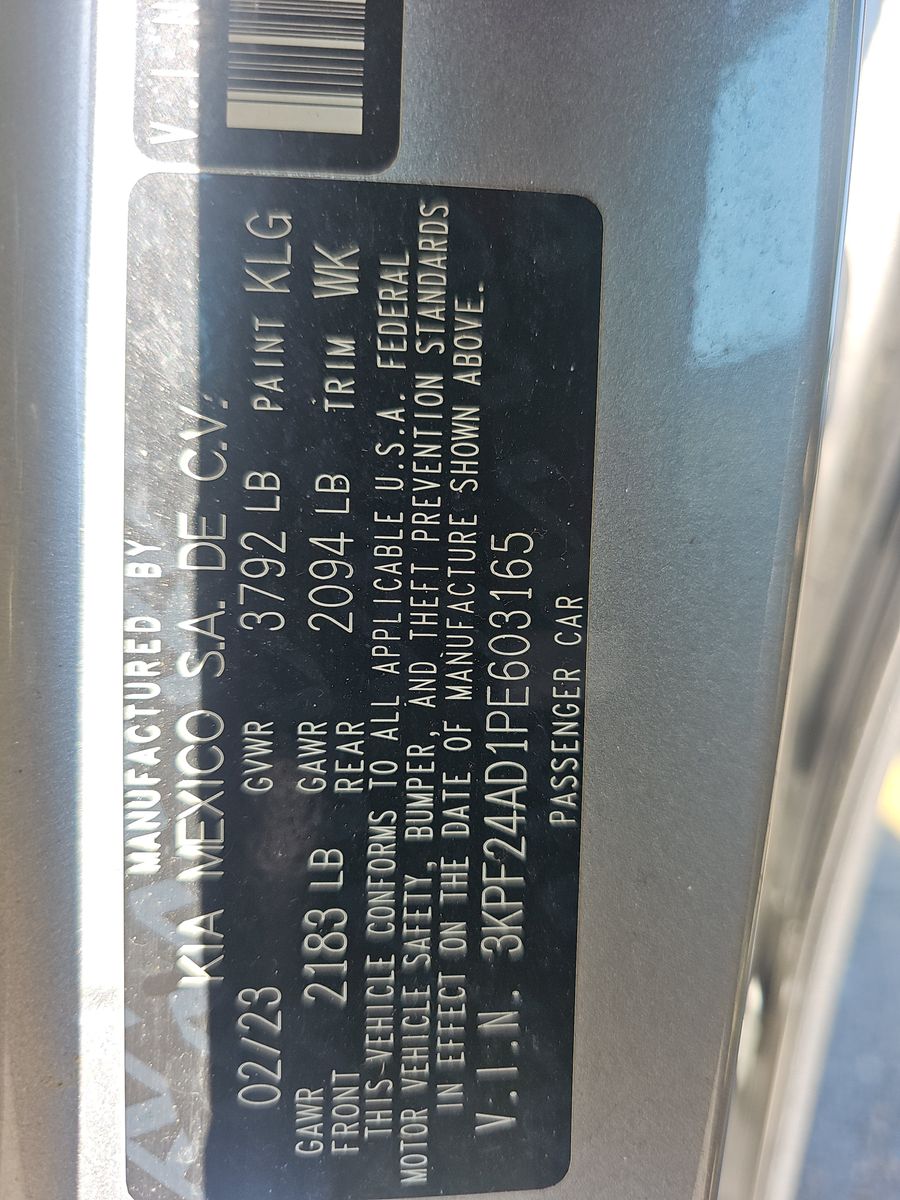 V.I.N
MANUFACTURED BY
KIA MEXICO S.A. DE C.V.
02/23 GVWR 3792 LB PAINT KLG
GAWR FRONT 2183 LB GAWR REAR 2094 LB TRIM WK
THIS VEHICLE CONFORMS TO ALL APPLICABLE U.S.A. FEDERAL
MOTOR VEHICLE SAFETY, BUMPER, AND THEFT PREVENTION STANDARDS
IN EFFECT ON THE DATE OF MANUFACTURE SHOWN ABOVE.
V.I.N. 3KPF24AD1PE603165
PASSENGER CAR